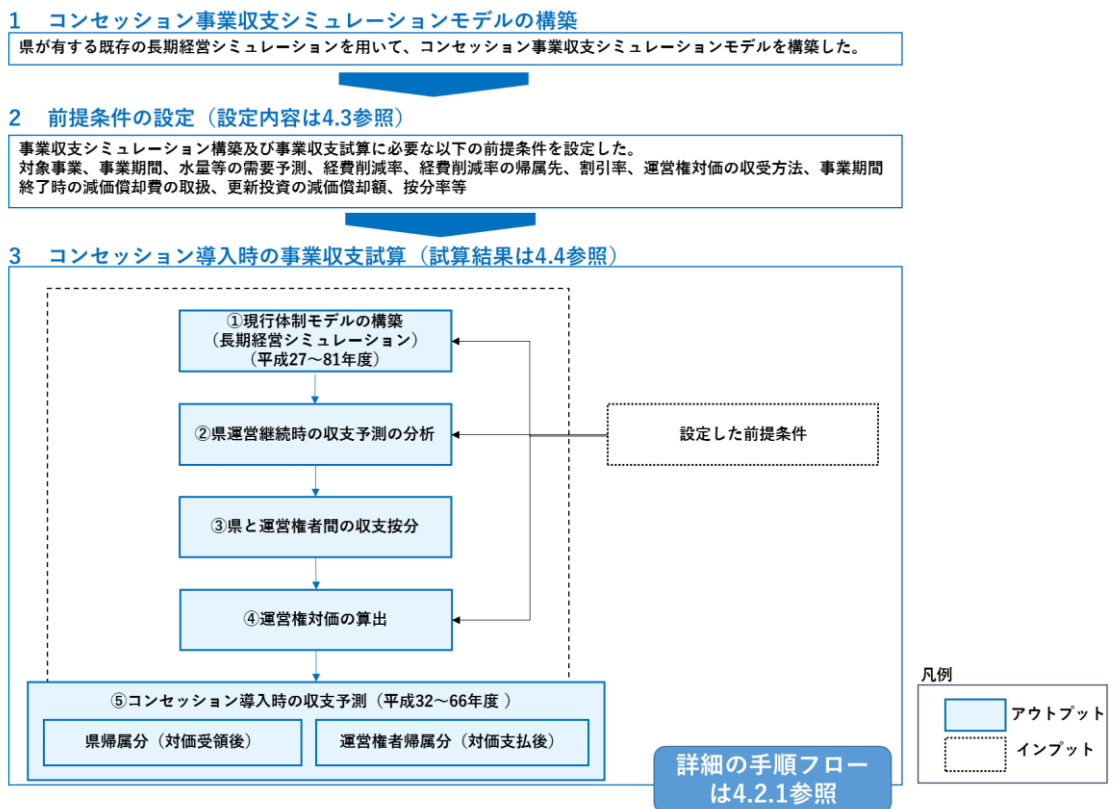 1 コンセッション事業収支シミュレーションモデルの構築
県が有する既存の長期経営シミュレーションを用いて、コンセッション事業収支シミュレーションモデルを構築した。
2 前提条件の設定（設定内容は4.3参照）
事業収支シミュレーション構築及び事業収支試算に必要な以下の前提条件を設定した。
対象事業、事業期間、水量等の需要予測、経費削減率、経費削減率の帰属先、割引率、運営権対価の収受方法、事業期間
終了時の減価償却費の取扱、更新投資の減価償却額、按分率等
3 コンセッション導入時の事業収支試算（試算結果は4.4参照）
①現行体制モデルの構築
（長期経営シミュレーション）
（平成27～81年度）
②県運営継続時の収支予測の分析
設定した前提条件
③県と運営権者間の収支按分
④運営権対価の算出
⑤コンセッション導入時の収支予測（平成32～66年度 ）
県帰属分（対価受領後）
運営権者帰属分（対価支払後）
詳細の手順フロー
は4.2.1参照
凡例
アウトプット
インプット